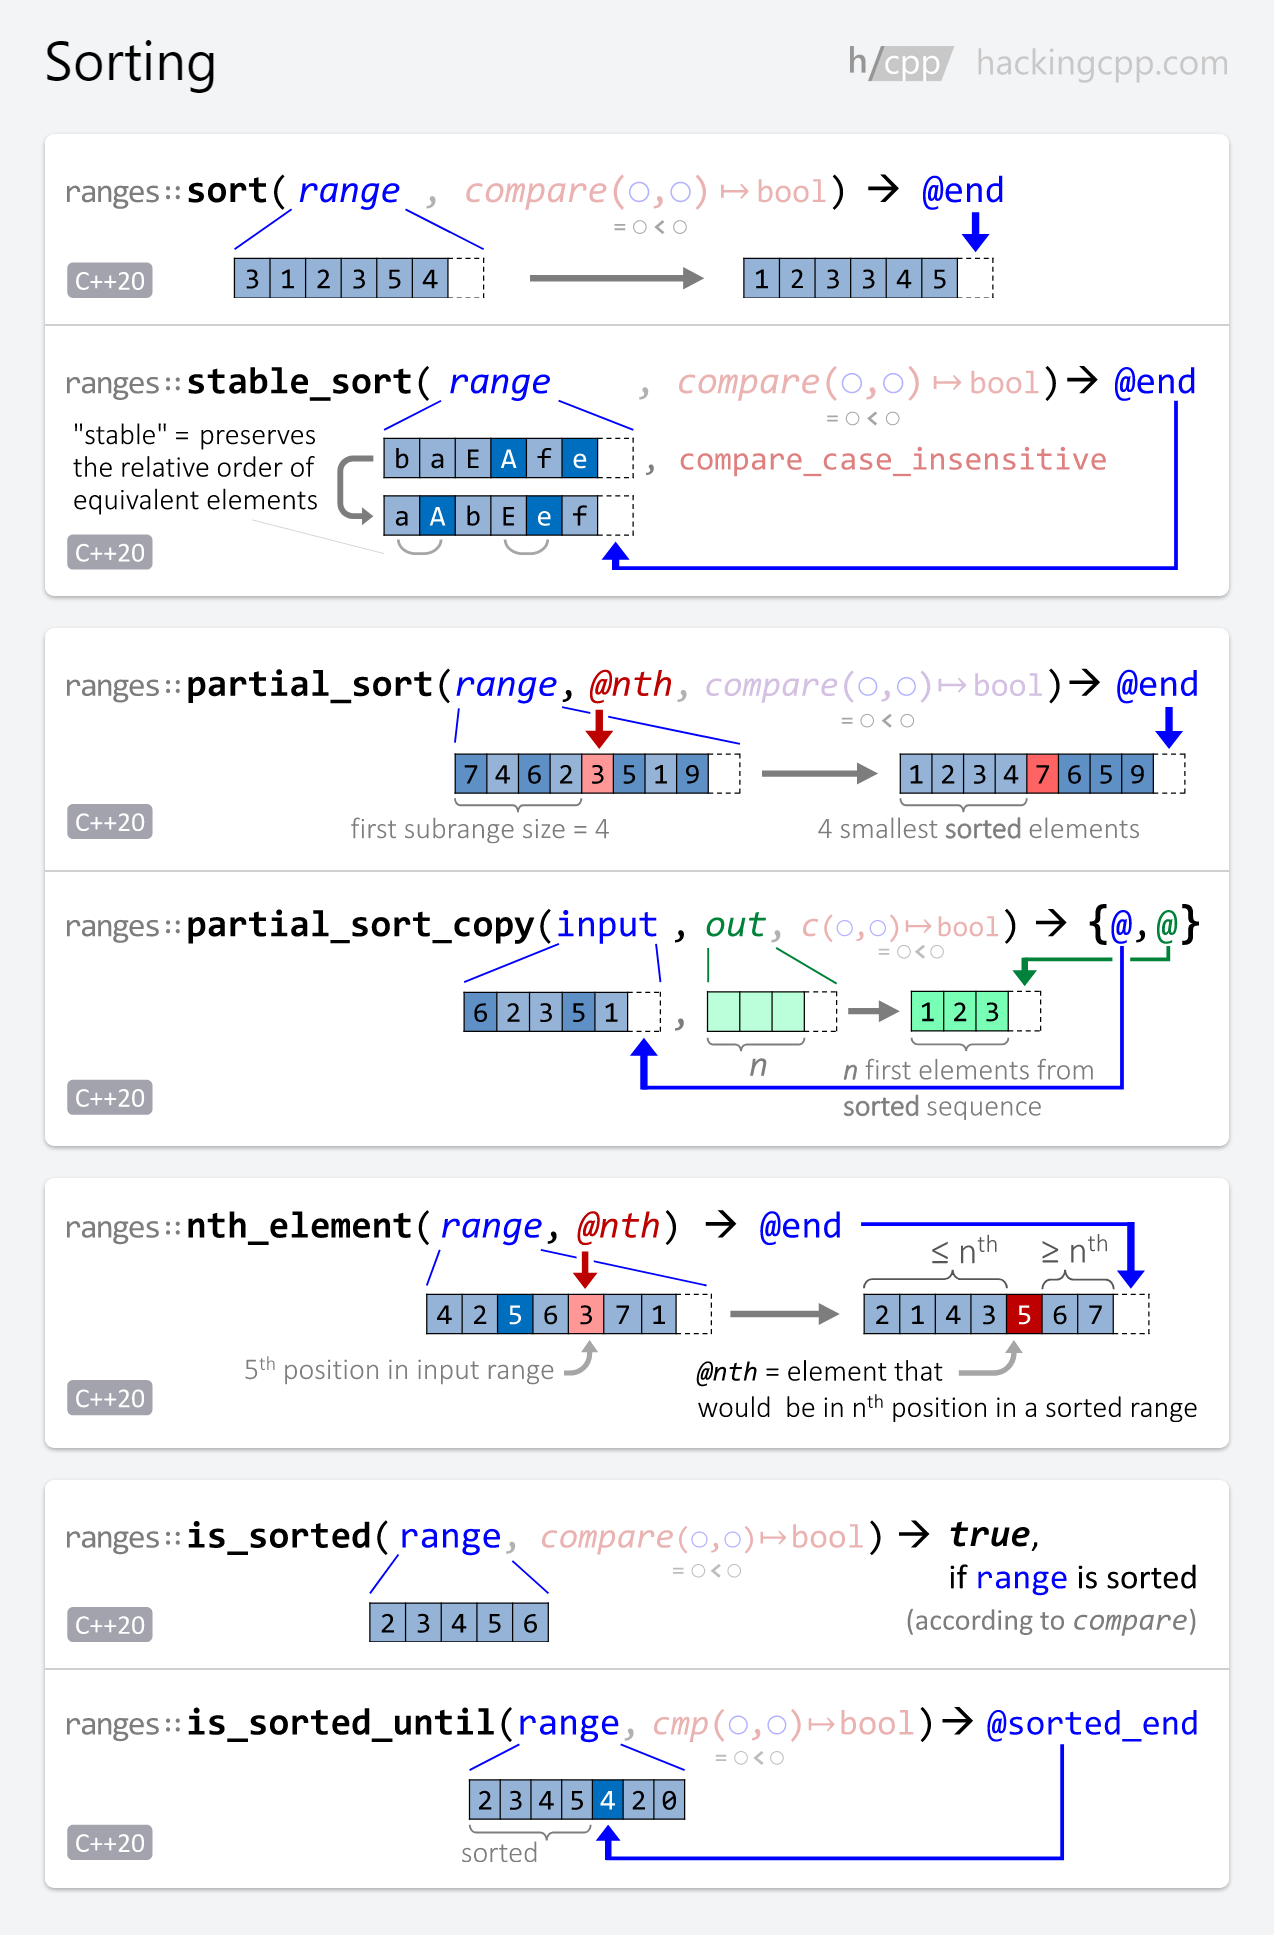 Sorting
h/cpp hackingcpp.com
ranges::sort( range , compare(○,○) ↦ bool) → @end
= ○ < ○
C++20
3 1 2 3 5 4
1 2 3 3 4 5
ranges::stable_sort( range , compare(○,○) ↦ bool) → @end
= ○ < ○
"stable" = preserves
the relative order of
equivalent elements
b a E A f e , compare_case_insensitive
a A b E e f
C++20
ranges::partial_sort(range, @nth, compare(○,○) ↦ bool) → @end
= ○ < ○
7 4 6 2 3 5 1 9
1 2 3 4 7 6 5 9
C++20
first subrange size = 4
4 smallest sorted elements
ranges::partial_sort_copy(input , out, c(○,○) ↦ bool) → {@,@}
= ○ < ○
6 2 3 5 1 ,
1 2 3
n
n first elements from
sorted sequence
C++20
ranges::nth_element( range, @nth) → @end
≤ nth ≥ nth
4 2 5 6 3 7 1
2 1 4 3 5 6 7
5th position in input range
@nth = element that
would be in nth position in a sorted range
C++20
ranges::is_sorted( range, compare(○,○) ↦ bool) → true,
= ○ < ○
if range is sorted
(according to compare)
2 3 4 5 6
C++20
ranges::is_sorted_until(range, cmp(○,○) ↦ bool) → @sorted_end
= ○ < ○
2 3 4 5 4 2 0
sorted
C++20